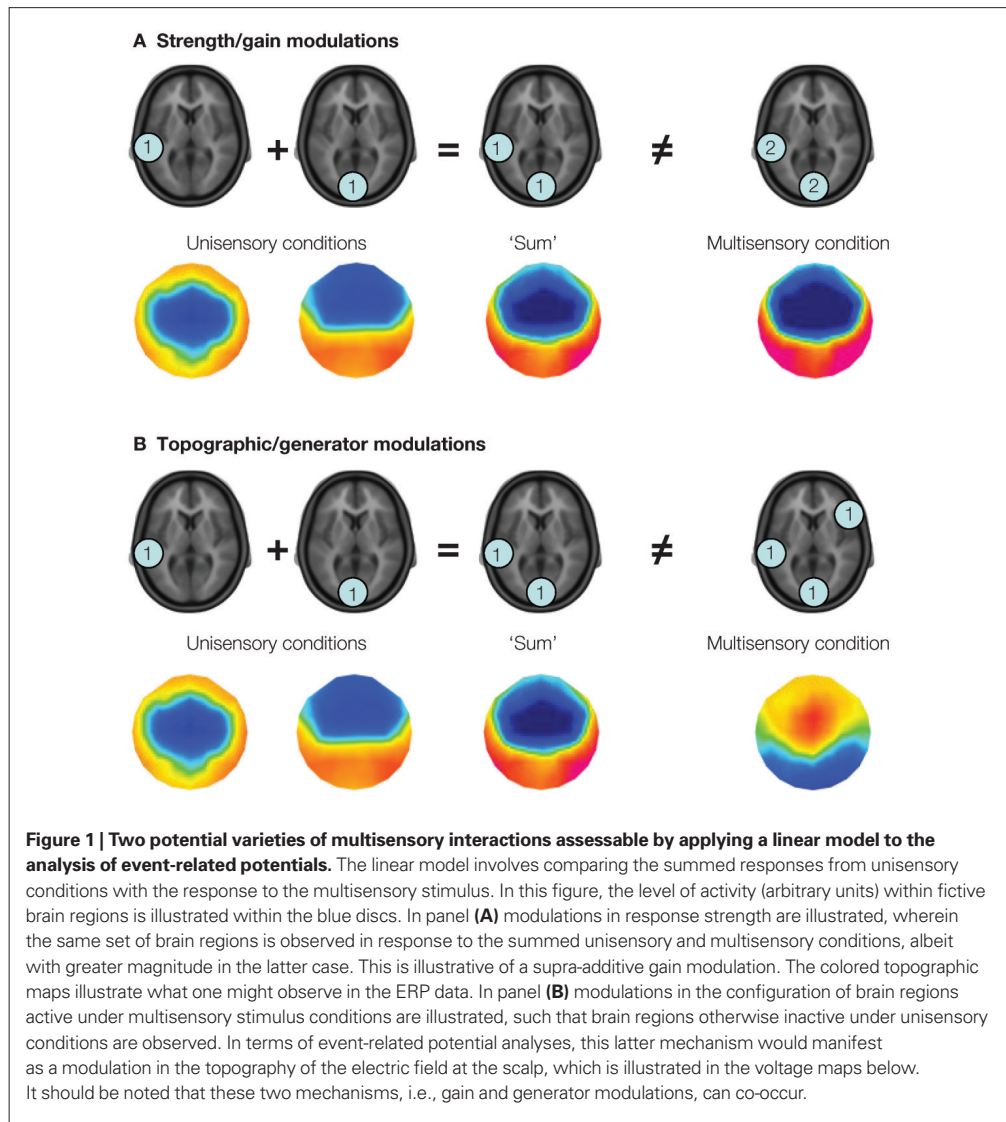 A Strength/gain modulations
1 + 1 = 1 1 ≠ 2 2
Unisensory conditions 'Sum' Multisensory condition
B Topographic/generator modulations
1 + 1 = 1 1 ≠ 1 1 1
Unisensory conditions 'Sum' Multisensory condition
Figure 1 | Two potential varieties of multisensory interactions assessable by applying a linear model to the
analysis of event-related potentials. The linear model involves comparing the summed responses from unisensory
conditions with the response to the multisensory stimulus. In this figure, the level of activity (arbitrary units) within fictive
brain regions is illustrated within the blue discs. In panel (A) modulations in response strength are illustrated, wherein
the same set of brain regions is observed in response to the summed unisensory and multisensory conditions, albeit
with greater magnitude in the latter case. This is illustrative of a supra-additive gain modulation. The colored topographic
maps illustrate what one might observe in the ERP data. In panel (B) modulations in the configuration of brain regions
active under multisensory stimulus conditions are illustrated, such that brain regions otherwise inactive under unisensory
conditions are observed. In terms of event-related potential analyses, this latter mechanism would manifest
as a modulation in the topography of the electric field at the scalp, which is illustrated in the voltage maps below.
It should be noted that these two mechanisms, i.e., gain and generator modulations, can co-occur.